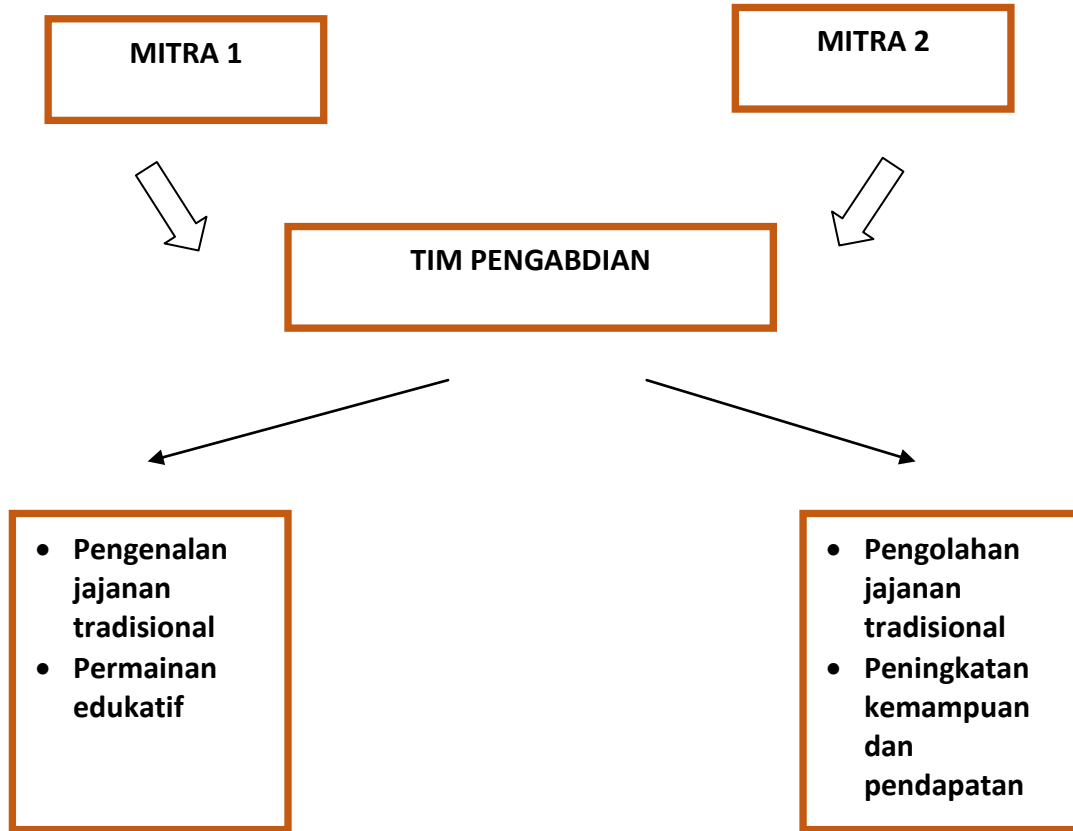 MITRA 1
MITRA 2
TIM PENGABDIAN
• Pengenalan
jajanan
tradisional
• Permainan
edukatif
• Pengolahan
jajanan
tradisional
• Peningkatan
kemampuan
dan
pendapatan